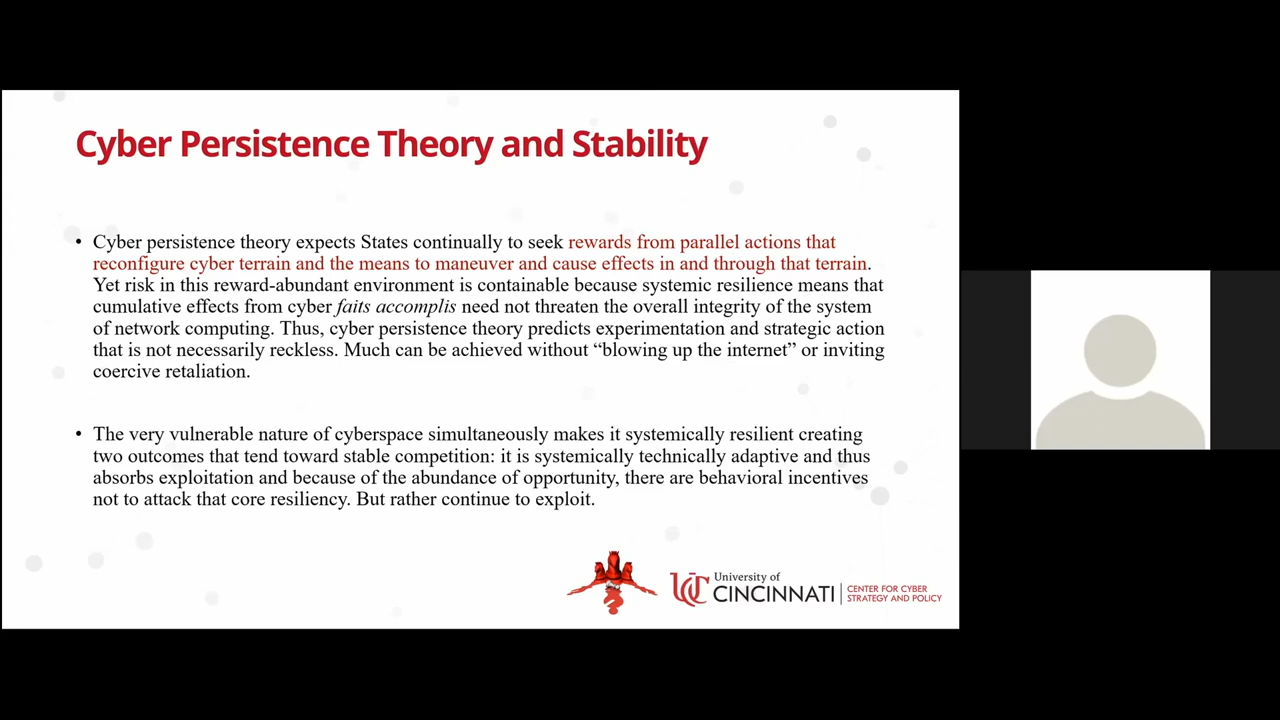 Cyber Persistence Theory and Stability
• Cyber persistence theory expects States continually to seek rewards from parallel actions that
reconfigure cyber terrain and the means to maneuver and cause effects in and through that terrain.
Yet risk in this reward-abundant environment is containable because systemic resilience means that
cumulative effects from cyber faits accomplis need not threaten the overall integrity of the system
of network computing. Thus, cyber persistence theory predicts experimentation and strategic action
that is not necessarily reckless. Much can be achieved without “blowing up the internet” or inviting
coercive retaliation.
• The very vulnerable nature of cyberspace simultaneously makes it systemically resilient creating
two outcomes that tend toward stable competition: it is systemically technically adaptive and thus
absorbs exploitation and because of the abundance of opportunity, there are behavioral incentives
not to attack that core resiliency. But rather continue to exploit.
UC
University of
CINCINNATI
CENTER FOR CYBER
STRATEGY AND POLICY